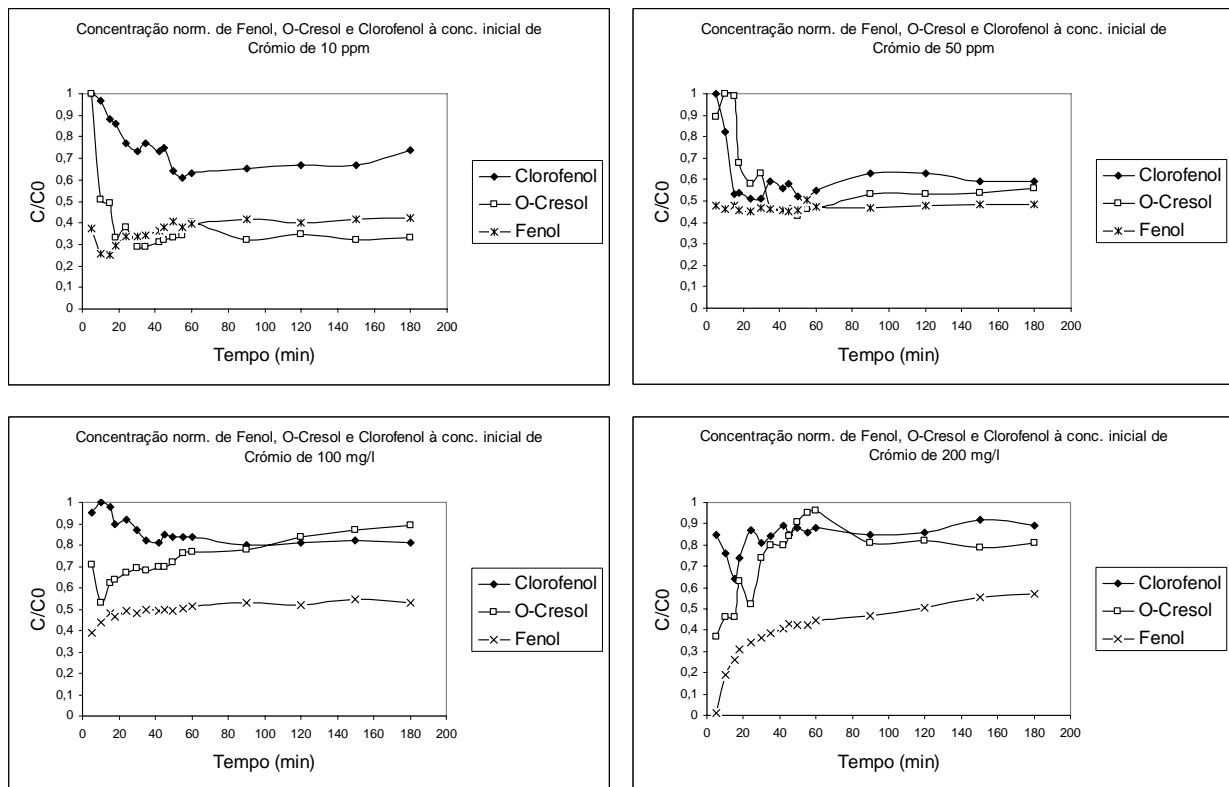 Concentração norm. de Fenol, O-Cresol e Clorofenol à conc. inicial de
Crómio de 10 ppm
1
0,9
0,8
0,7
0,6
0,5
0,4
0,3
0,2
0,1
0
C/C0
0 20 40 60 80 100 120 140 160 180 200
Tempo (min)
Clorofenol
O-Cresol
Fenol
Concentração norm. de Fenol, O-Cresol e Clorofenol à conc. inicial de
Crómio de 50 ppm
1
0,9
0,8
0,7
0,6
0,5
0,4
0,3
0,2
0,1
0
C/C0
0 20 40 60 80 100 120 140 160 180 200
Tempo (min)
Clorofenol
O-Cresol
Fenol
Concentração norm. de Fenol, O-Cresol e Clorofenol à conc. inicial de
Crómio de 100 mg/l
1
0,9
0,8
0,7
0,6
0,5
0,4
0,3
0,2
0,1
0
C/C0
0 20 40 60 80 100 120 140 160 180 200
Tempo (min)
Clorofenol
O-Cresol
Fenol
Concentração norm. de Fenol, O-Cresol e Clorofenol à conc. inicial de
Crómio de 200 mg/l
1
0,9
0,8
0,7
0,6
0,5
0,4
0,3
0,2
0,1
0
C/C0
0 20 40 60 80 100 120 140 160 180 200
Tempo (min)
Clorofenol
O-Cresol
Fenol